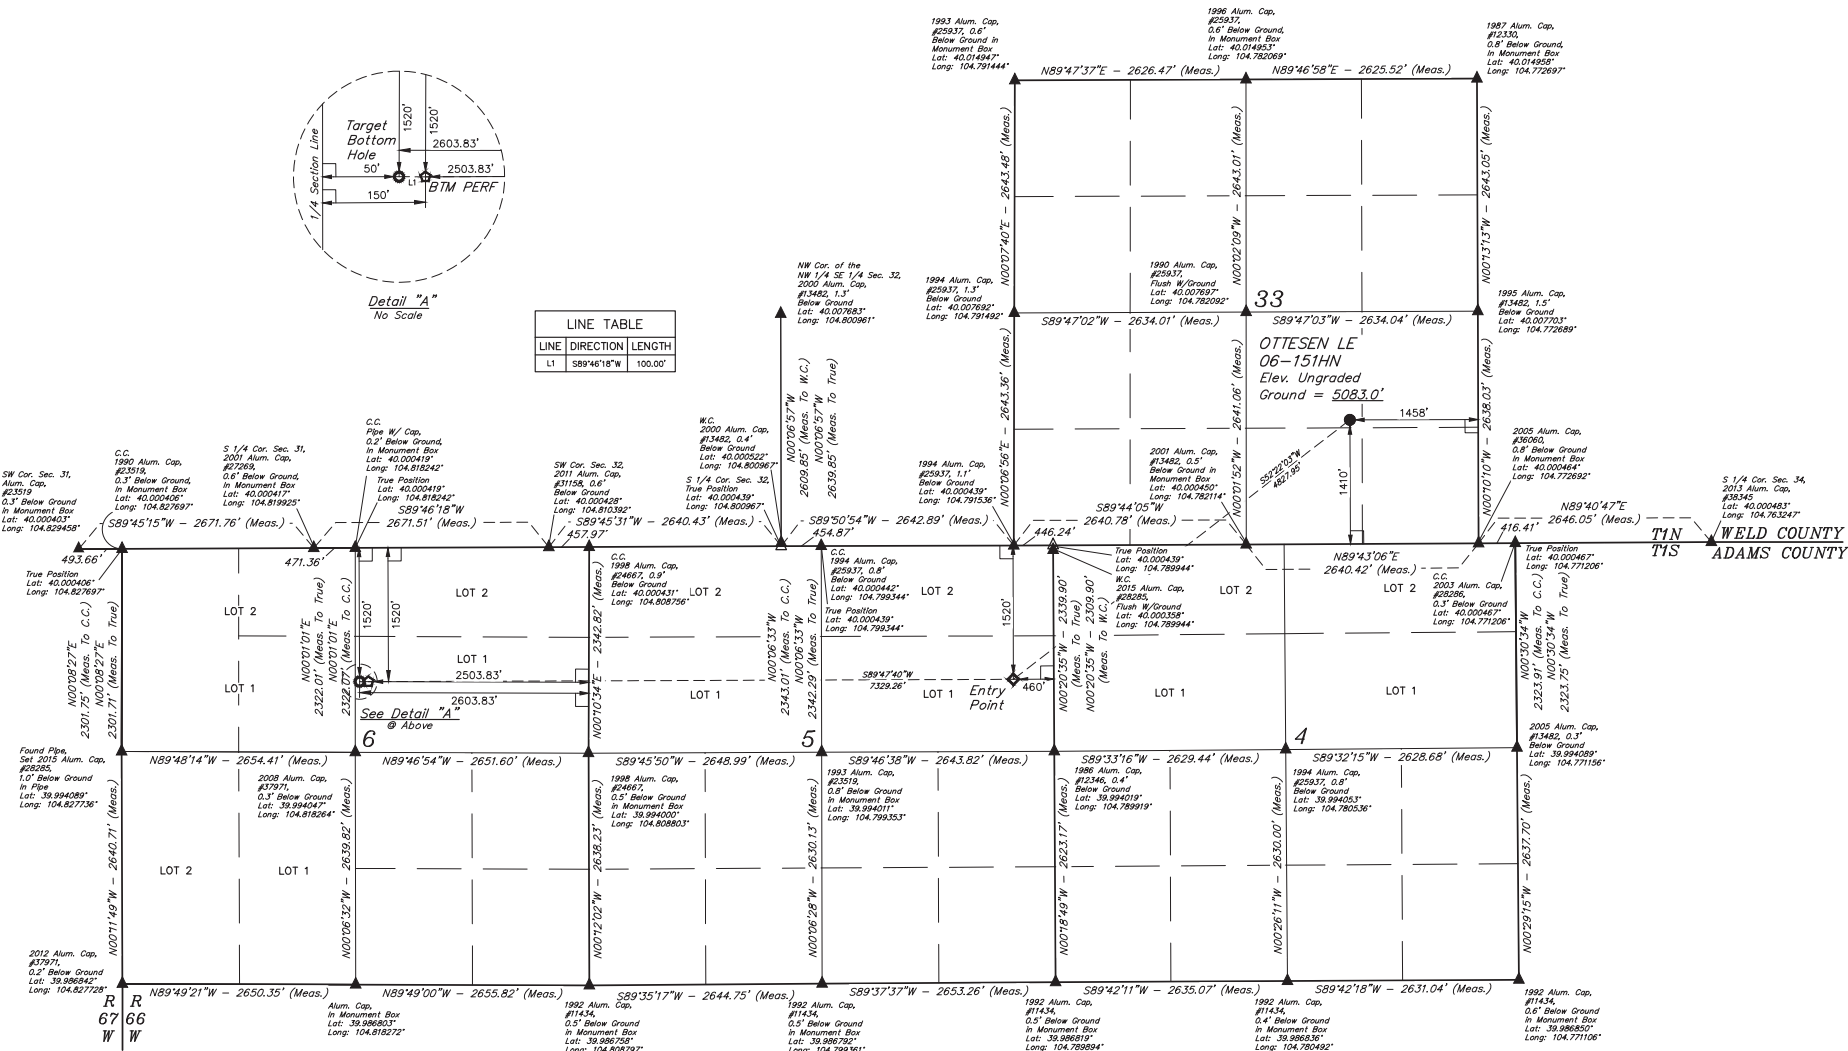 1993 Alum. Cap,
#25937, 0.6'
Below Ground in
Monument Box
Lat: 40.014947°
Long: 104.791444°
1996 Alum. Cap,
#25937,
0.6' Below Ground,
In Monument Box
Lat: 40.014953°
Long: 104.782069°
1987 Alum. Cap,
#12330,
0.8' Below Ground,
In Monument Box
Lat: 40.014958°
Long: 104.772697°
N89°47'37"E - 2626.47' (Meas.)
N89°46'58"E - 2625.52' (Meas.)
1/4 Section Line
Target
Bottom
Hole
1520'
1520'
2603.83'
50'
L1
2503.83'
BTM PERF
150'
Detail "A"
No Scale
LINE TABLE
LINE DIRECTION LENGTH
L1 S89°46'18"W 100.00'
N00°07'40"E - 2643.48' (Meas.)
N00°02'09"W - 2643.01' (Meas.)
N00°13'13"W - 2643.05' (Meas.)
NW Cor. of the
NW 1/4 SE 1/4 Sec. 32,
2000 Alum. Cap,
#13482, 1.3'
Below Ground
Lat: 40.007683°
Long: 104.800961°
1994 Alum. Cap,
#25937, 1.3'
Below Ground
Lat: 40.007692°
Long: 104.791492°
1990 Alum. Cap,
#25937,
Flush W/Ground
Lat: 40.007697°
Long: 104.782092°
33
1995 Alum. Cap,
#13482, 1.5'
Below Ground
Lat: 40.007703°
Long: 104.772689°
S89°47'02"W - 2634.01' (Meas.)
S89°47'03"W - 2634.04' (Meas.)
OTTESEN LE
06-151HN
Elev. Ungraded
Ground = 5083.0'
1458'
1410'
S52°22'03"W
4827.95'
N00°06'56"E - 2643.36' (Meas.)
N00°01'52"W - 2641.06' (Meas.)
N00°10'10"W - 2638.03' (Meas.)
N00°06'57"W
2609.85' (Meas. To W.C.)
N00°06'57"W
2639.85' (Meas. To True)
SW Cor. Sec. 31,
Alum. Cap,
#23519
0.3' Below Ground
In Monument Box
Lat: 40.000403°
Long: 104.829458°
C.C.
1990 Alum. Cap,
#23519,
0.3' Below Ground,
In Monument Box
Lat: 40.000406°
Long: 104.827697°
S 1/4 Cor. Sec. 31,
2001 Alum. Cap,
#27269,
0.6' Below Ground,
In Monument Box
Lat: 40.000417°
Long: 104.819925°
C.C.
Pipe W/ Cap,
0.2' Below Ground,
In Monument Box
Lat: 40.000419°
Long: 104.818242°
True Position
Lat: 40.000419°
Long: 104.818242°
SW Cor. Sec. 32,
2011 Alum. Cap,
#31158, 0.6'
Below Ground
Lat: 40.000428°
Long: 104.810392°
W.C.
2000 Alum. Cap,
#13482, 0.4'
Below Ground
Lat: 40.000522°
Long: 104.800967°
S 1/4 Cor. Sec. 32,
True Position
Lat: 40.000439°
Long: 104.800967°
1994 Alum. Cap,
#25937, 1.1'
Below Ground
Lat: 40.000439°
Long: 104.791536°
2001 Alum. Cap,
#13482, 0.5'
Below Ground in
Monument Box
Lat: 40.000450°
Long: 104.782114°
2005 Alum. Cap,
#36060,
0.8' Below Ground
In Monument Box
Lat: 40.000464°
Long: 104.772692°
S 1/4 Cor. Sec. 34,
2013 Alum. Cap,
#38345
Lat: 40.000483°
Long: 104.763247°
S89°45'15"W - 2671.76' (Meas.)
S89°46'18"W
2671.51' (Meas.)
S89°45'31"W - 2640.43' (Meas.)
S89°50'54"W - 2642.89' (Meas.)
S89°44'05"W
2640.78' (Meas.)
N89°43'06"E
2640.42' (Meas.)
N89°40'47"E
2646.05' (Meas.)
493.66'
471.36'
457.97
454.87'
446.24'
416.41'
T1N
T1S
WELD COUNTY
ADAMS COUNTY
True Position
Lat: 40.000406°
Long: 104.827697°
C.C.
1998 Alum. Cap,
#24667, 0.9'
Below Ground
Lat: 40.000431°
Long: 104.808756°
C.C.
1994 Alum. Cap,
#25937, 0.8'
Below Ground
Lat: 40.000442°
Long: 104.799344°
True Position
Lat: 40.000439°
Long: 104.799344°
True Position
Lat: 40.000439°
Long: 104.789944°
W.C.
2015 Alum. Cap,
#28285,
Flush W/Ground
Lat: 40.000358°
Long: 104.789944°
C.C.
2003 Alum. Cap,
#28286,
0.3' Below Ground
Lat: 40.000467°
Long: 104.771206°
True Position
Lat: 40.000467°
Long: 104.771206°
N00°08'27"E
2301.75' (Meas. To C.C.)
N00°08'27"E
2301.71' (Meas. To True)
LOT 2
LOT 1
N00°01'01"E
2322.01' (Meas. To True)
N00°01'01"E
2322.07' (Meas. To C.C.)
1520'
1520'
LOT 2
LOT 1
2503.83'
2603.83'
See Detail "A"
@ Above
N00°10'34"E - 2342.82' (Meas.)
LOT 2
LOT 1
N00°06'33"W
2343.01' (Meas. To C.C.)
N00°06'33"W
2342.29' (Meas. To True)
S89°47'40"W
7329.26'
LOT 2
LOT 1
1520'
460'
Entry
Point
N00°20'35"W - 2339.90'
(Meas. To True)
N00°20'35"W - 2309.90'
(Meas. To W.C.)
LOT 2
LOT 1
LOT 2
LOT 1
N00°30'34"W
2323.91' (Meas. To C.C.)
N00°30'34"W
2323.75' (Meas. To True)
6
5
4
Found Pipe,
Set 2015 Alum. Cap,
#28285,
1.0' Below Ground
In Pipe
Lat: 39.994089°
Long: 104.827736°
N89°48'14"W - 2654.41' (Meas.)
2008 Alum. Cap,
#37971,
0.3' Below Ground
Lat: 39.994047°
Long: 104.818264°
N89°46'54"W - 2651.60' (Meas.)
S89°45'50"W - 2648.99' (Meas.)
1998 Alum. Cap,
#24667,
0.5' Below Ground
In Monument Box
Lat: 39.994000°
Long: 104.808803°
S89°46'38"W - 2643.82' (Meas.)
1993 Alum. Cap,
#23519,
0.8' Below Ground
In Monument Box
Lat: 39.994011°
Long: 104.799353°
S89°33'16"W - 2629.44' (Meas.)
1986 Alum. Cap,
#12346, 0.4'
Below Ground
Lat: 39.994019°
Long: 104.789919°
S89°32'15"W - 2628.68' (Meas.)
1994 Alum. Cap,
#25937, 0.8'
Below Ground
Lat: 39.994053°
Long: 104.780536°
2005 Alum. Cap,
#13482, 0.3'
Below Ground
Lat: 39.994089°
Long: 104.771156°
N00°11'49"W - 2640.71' (Meas.)
LOT 2
LOT 1
N00°06'32"W - 2639.82' (Meas.)
N00°12'02"W - 2638.23' (Meas.)
N00°06'28"W - 2630.13' (Meas.)
N00°18'49"W - 2623.17' (Meas.)
N00°26'11"W - 2630.00' (Meas.)
N00°29'15"W - 2637.70' (Meas.)
2012 Alum. Cap,
#37971,
0.2' Below Ground
Lat: 39.986842°
Long: 104.827728°
R R
67 66
W W
N89°49'21"W - 2650.35' (Meas.)
N89°49'00"W - 2655.82' (Meas.)
S89°35'17"W - 2644.75' (Meas.)
S89°37'37"W - 2653.26' (Meas.)
S89°42'11"W - 2635.07' (Meas.)
S89°42'18"W - 2631.04' (Meas.)
Alum. Cap,
In Monument Box
Lat: 39.986803°
Long: 104.818272°
1992 Alum. Cap,
#11434,
0.5' Below Ground
In Monument Box
Lat: 39.986758°
Long: 104.808797°
1992 Alum. Cap,
#11434,
0.5' Below Ground
In Monument Box
Lat: 39.986792°
Long: 104.799361°
1992 Alum. Cap,
#11434,
0.5' Below Ground
In Monument Box
Lat: 39.986819°
Long: 104.789894°
1992 Alum. Cap,
#11434,
0.4' Below Ground
In Monument Box
Lat: 39.986836°
Long: 104.780492°
1992 Alum. Cap,
#11434,
0.6' Below Ground
In Monument Box
Lat: 39.986850°
Long: 104.771106°